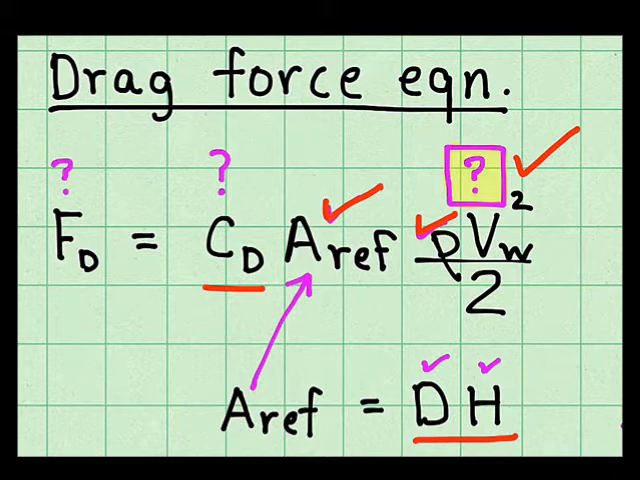 Drag force eqn.
? ? ?
F_D = C_D A_ref ρV_w²/2
A_ref = D H